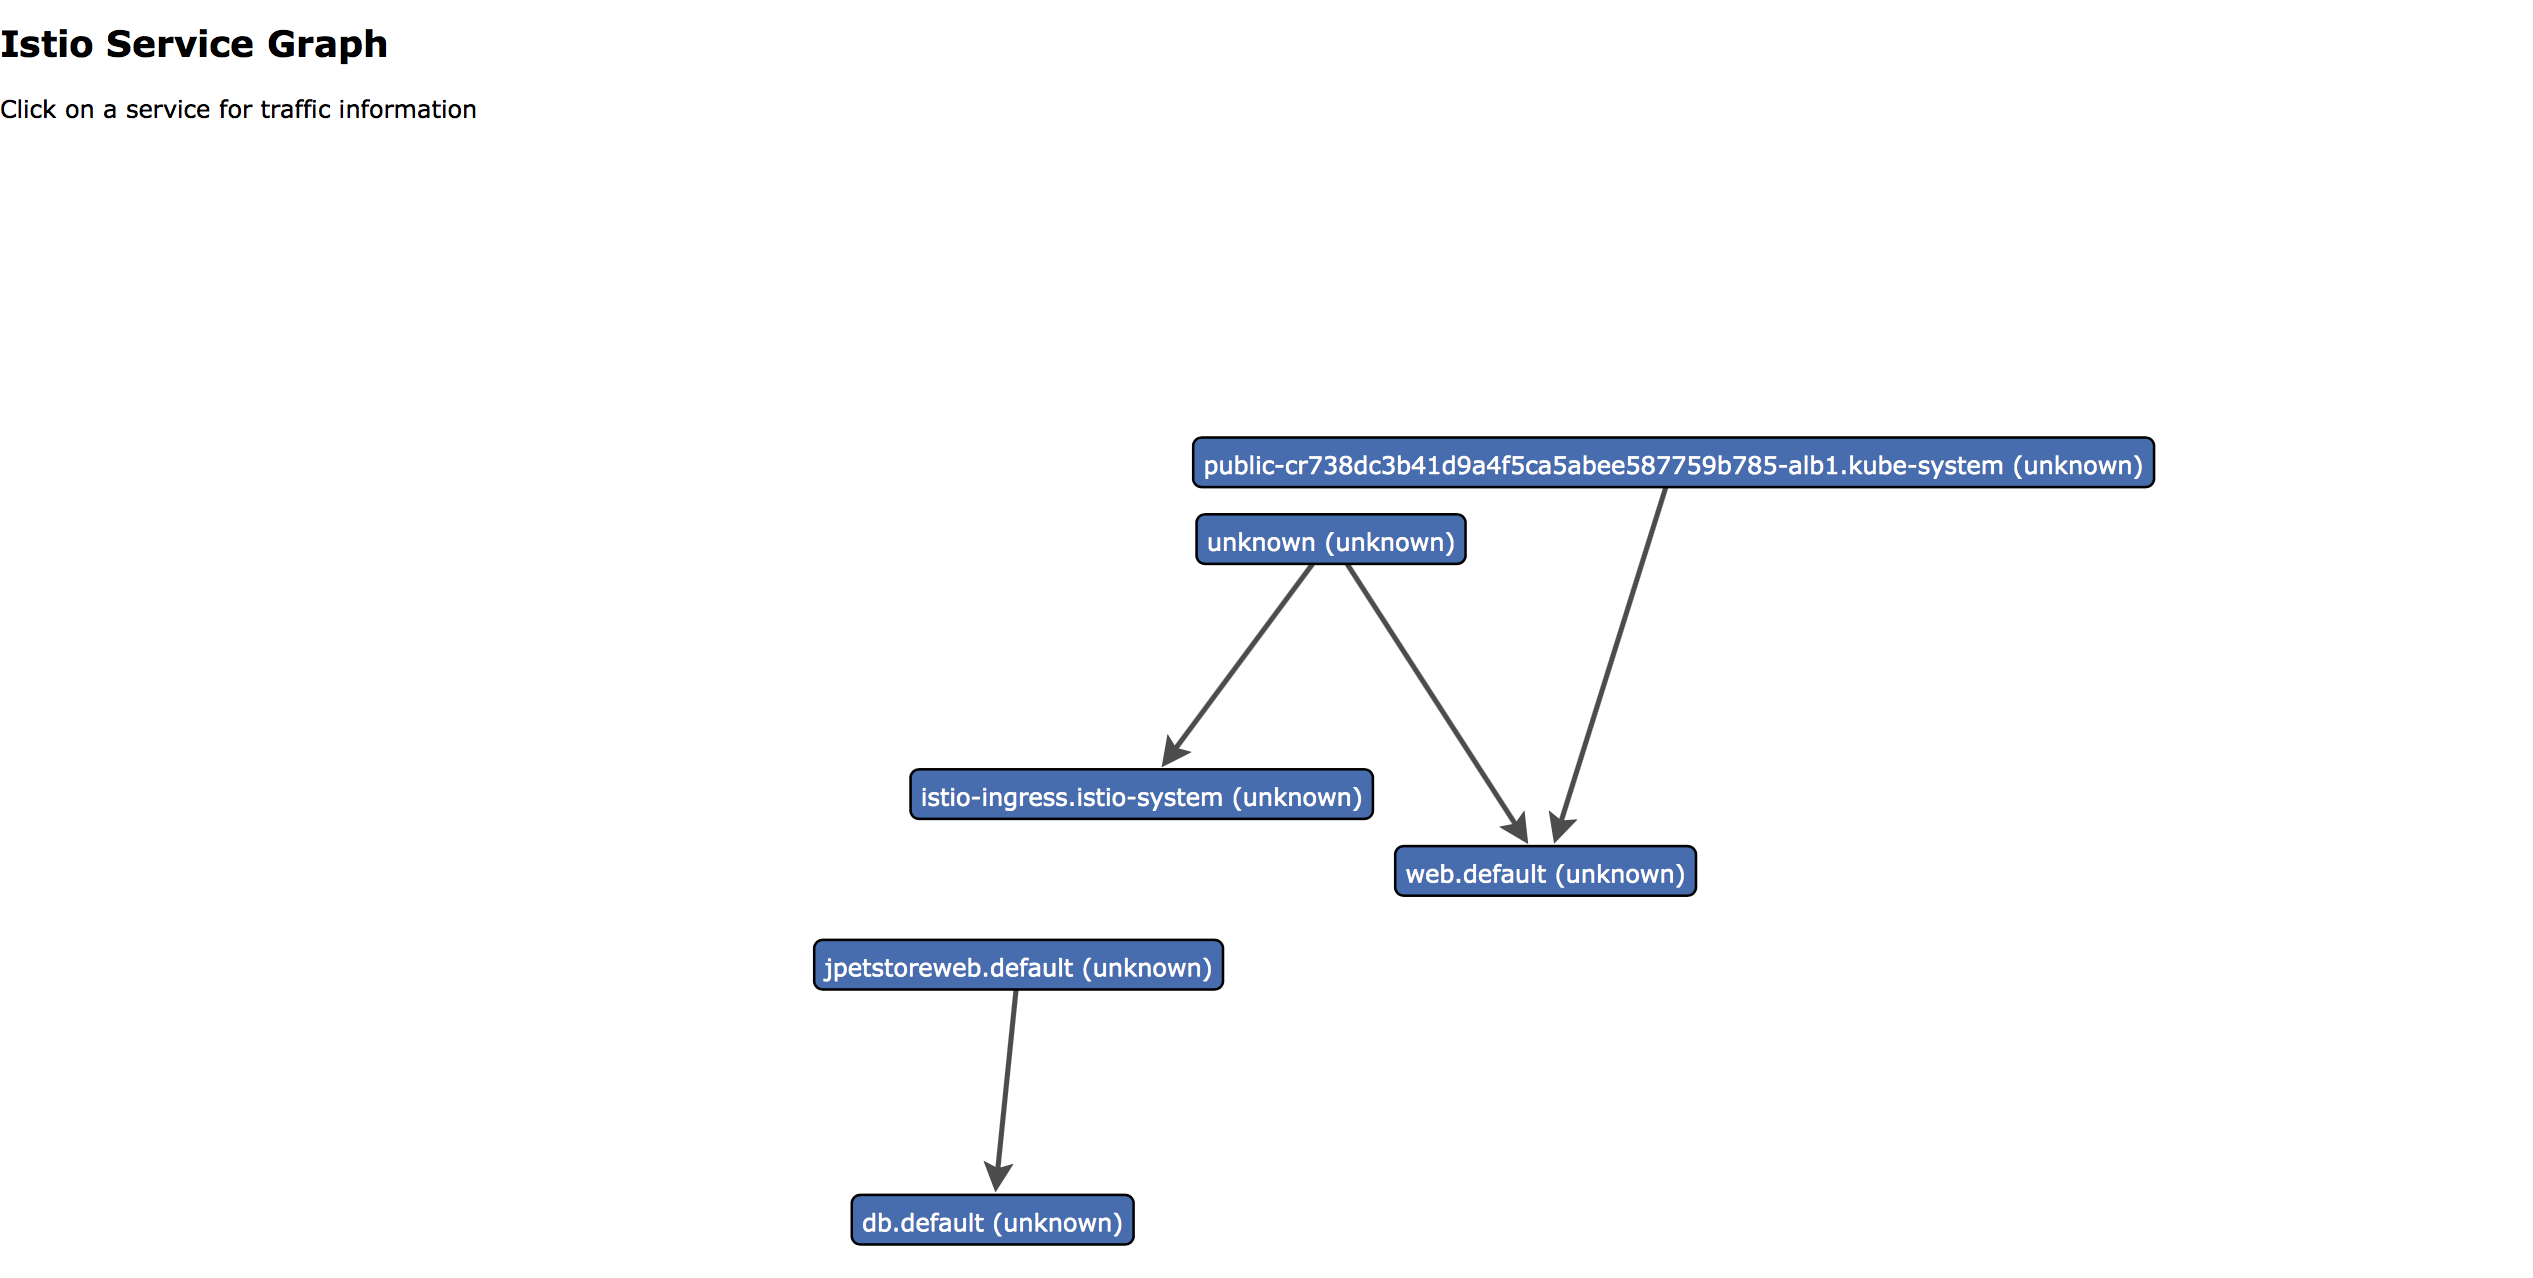 Istio Service Graph
Click on a service for traffic information
public-cr738dc3b41d9a4f5ca5abee587759b785-alb1.kube-system (unknown)
unknown (unknown)
istio-ingress.istio-system (unknown)
web.default (unknown)
jpetstoreweb.default (unknown)
db.default (unknown)